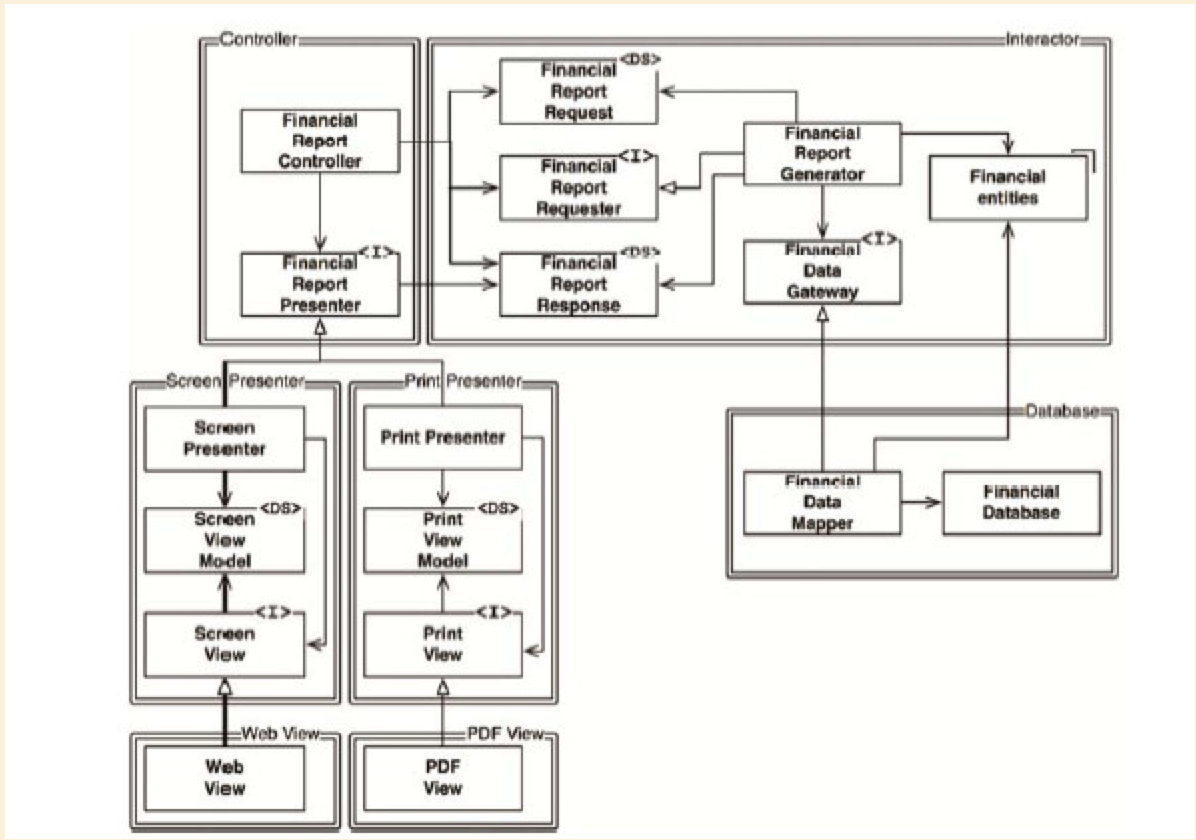 Controller
Interactor
<DS>
Financial
Report
Request
Financial
Report
Controller
<I>
Financial
Report
Requester
Financial
Report
Generator
Financial
entities
<I>
Financial
Report
Presenter
<DS>
Financial
Report
Response
<I>
Financial
Data
Gateway
Screen Presenter
Print Presenter
Database
Screen
Presenter
Print Presenter
<DS>
Screen
View
Model
<DS>
Print
View
Model
Financial
Data
Mapper
Financial
Database
<I>
Screen
View
<I>
Print
View
Web View
PDF View
Web
View
PDF
View